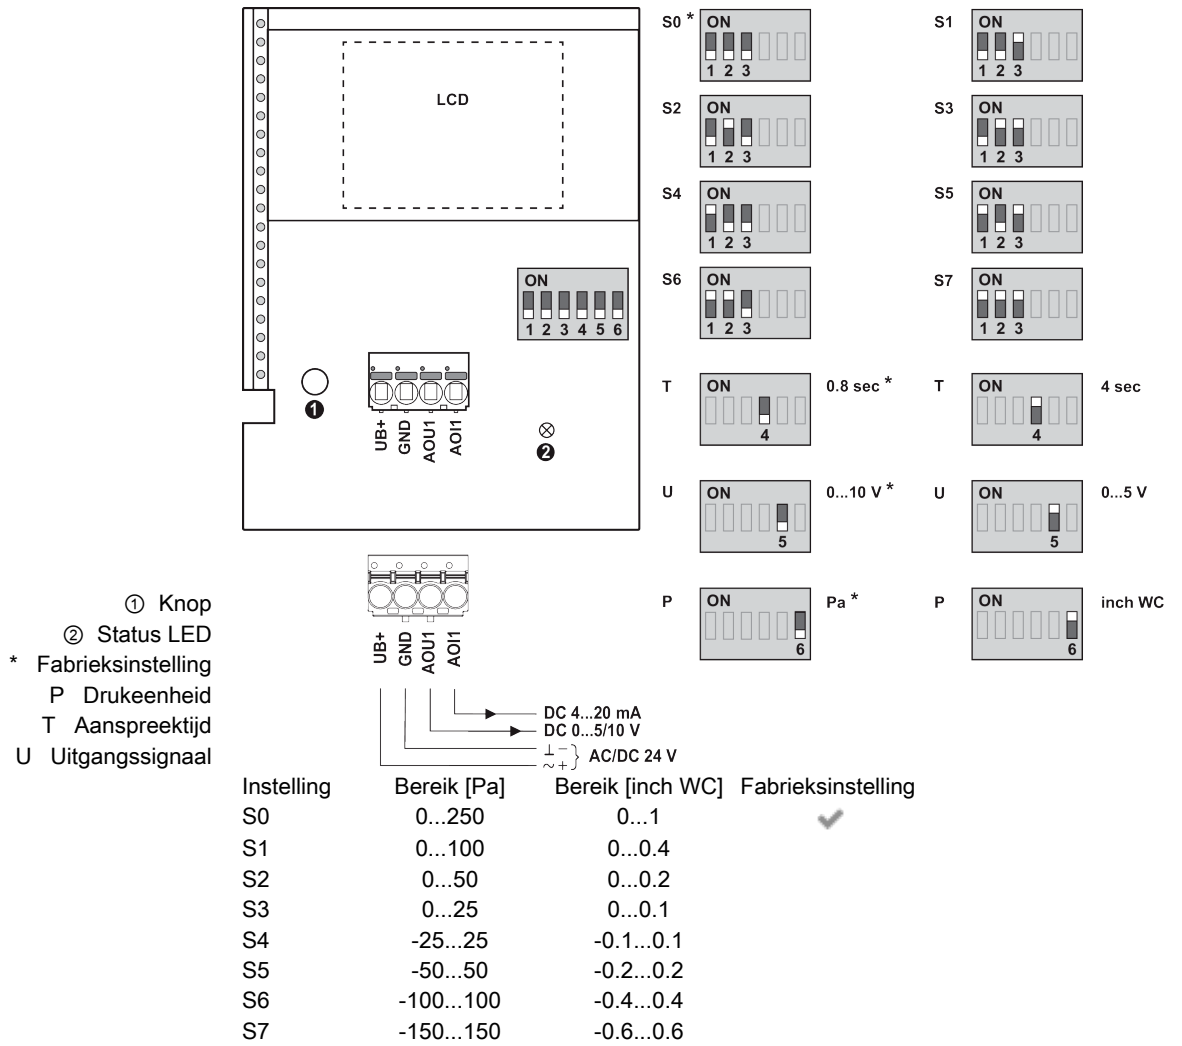 LCD
ON
1 2 3 4 5 6
❶
UB+
GND
AOU1
AOI1
❷
S0 *
ON
1 2 3
S1
ON
1 2 3
S2
ON
1 2 3
S3
ON
1 2 3
S4
ON
1 2 3
S5
ON
1 2 3
S6
ON
1 2 3
S7
ON
1 2 3
T
ON
4
0.8 sec *
T
ON
4
4 sec
U
ON
5
0...10 V *
U
ON
5
0...5 V
P
ON
6
Pa *
P
ON
6
inch WC
UB+
GND
AOU1
AOI1
DC 4...20 mA
DC 0...5/10 V
⊥ −
~ +
} AC/DC 24 V
① Knop
② Status LED
* Fabrieksinstelling
P Drukeenheid
T Aanspreektijd
U Uitgangssignaal
Instelling Bereik [Pa] Bereik [inch WC] Fabrieksinstelling
S0 0...250 0...1 ✔
S1 0...100 0...0.4
S2 0...50 0...0.2
S3 0...25 0...0.1
S4 -25...25 -0.1...0.1
S5 -50...50 -0.2...0.2
S6 -100...100 -0.4...0.4
S7 -150...150 -0.6...0.6